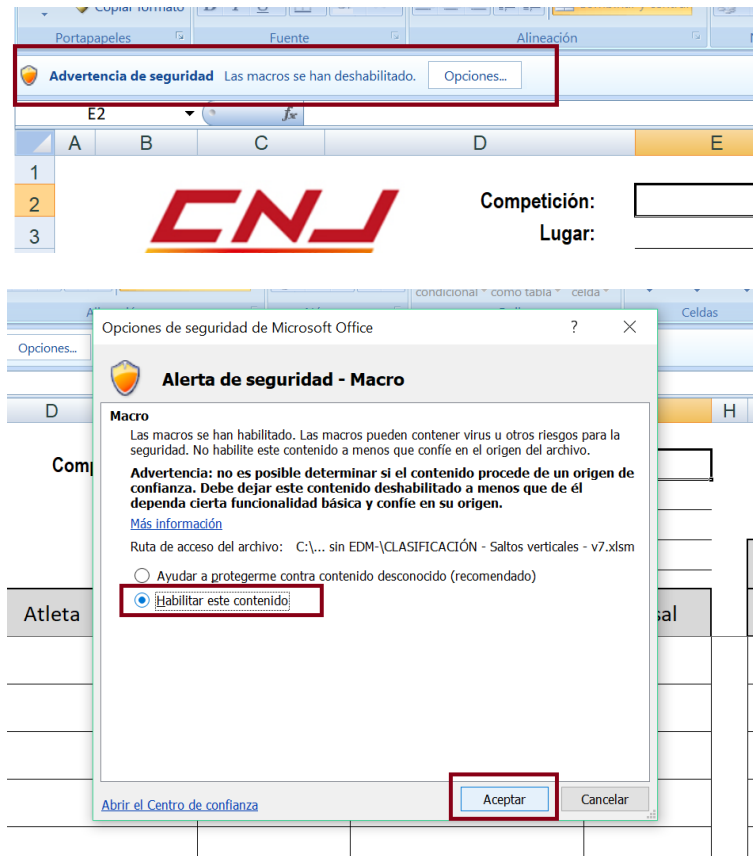 Copiar formato
Portapapeles Fuente Alineación
Advertencia de seguridad Las macros se han deshabilitado. Opciones...
E2 fx
A B C D E
1
2 CNJ Competición:
3 Lugar:
condicional como tabla celda
Celdas
Opciones de seguridad de Microsoft Office ?
Opciones...
Alerta de seguridad - Macro
D H
Macro
Las macros se han habilitado. Las macros pueden contener virus u otros riesgos para la
seguridad. No habilite este contenido a menos que confíe en el origen del archivo.
Advertencia: no es posible determinar si el contenido procede de un origen de
confianza. Debe dejar este contenido deshabilitado a menos que de él
dependa cierta funcionalidad básica y confíe en su origen.
Más información
Ruta de acceso del archivo: C:\... sin EDM-\CLASIFICACIÓN - Saltos verticales - v7.xlsm
Ayudar a protegerme contra contenido desconocido (recomendado)
Habilitar este contenido
Atleta
Abrir el Centro de confianza Aceptar Cancelar